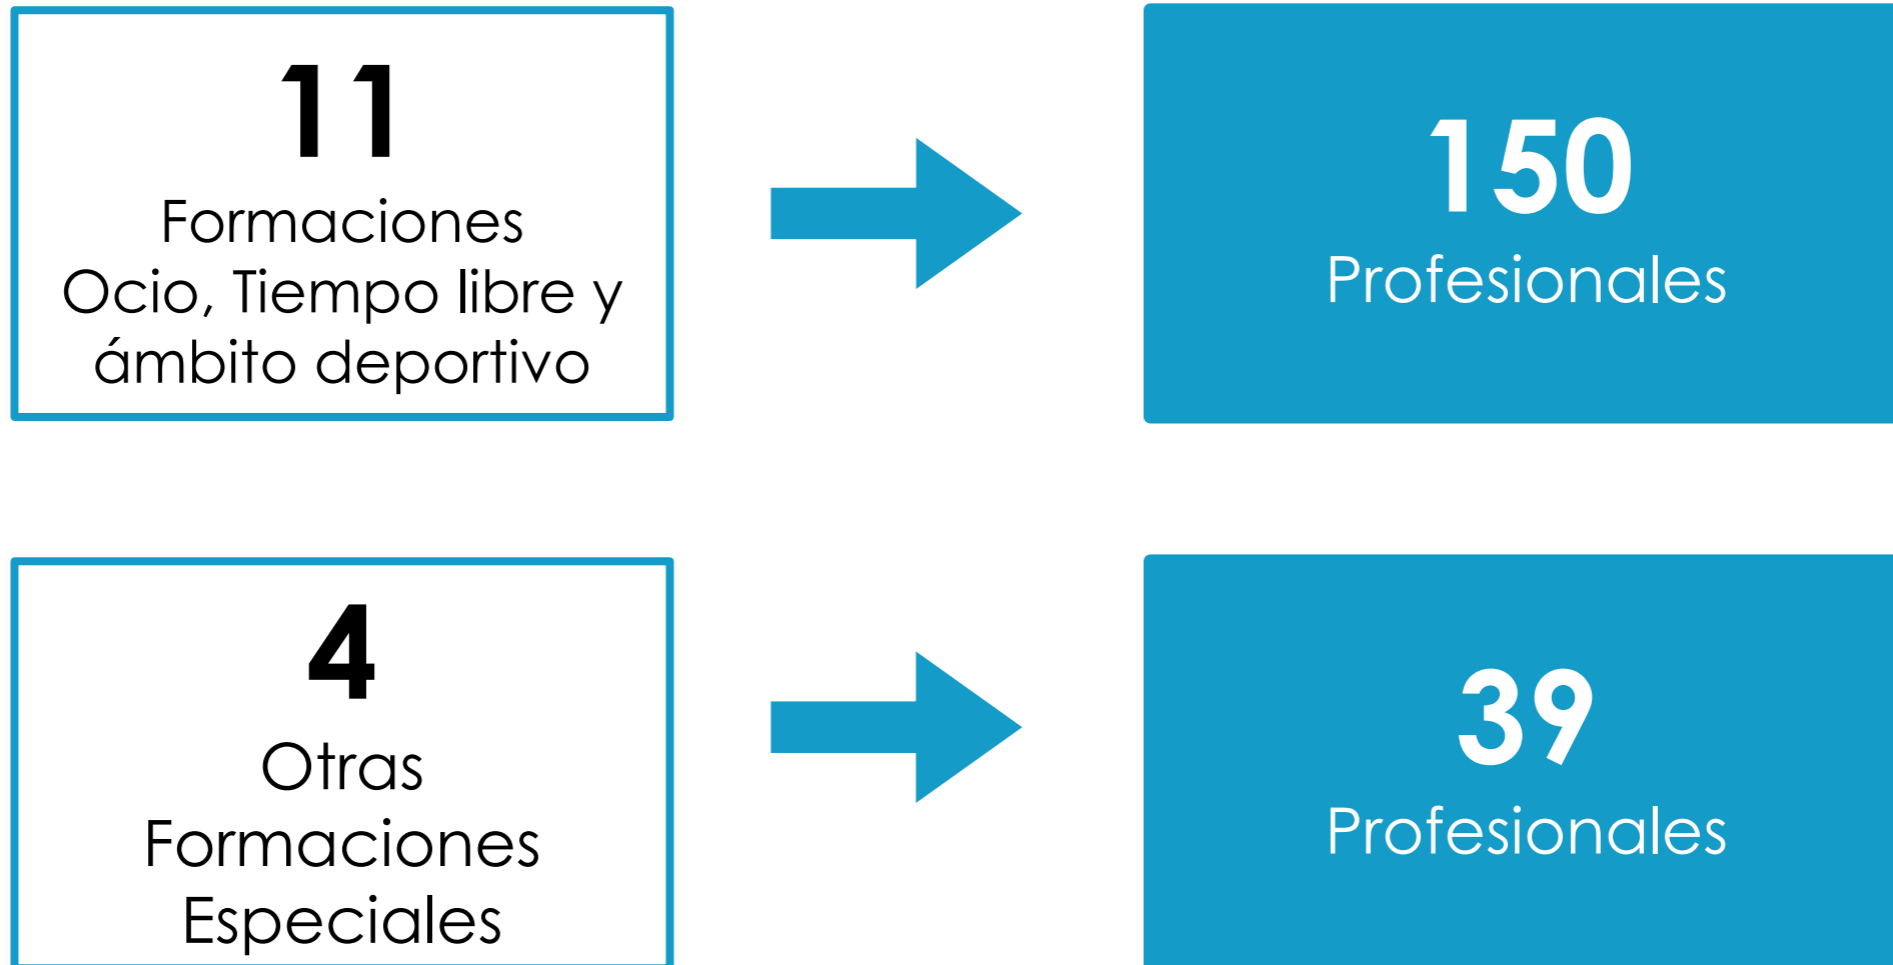 11
Formaciones
Ocio, Tiempo libre y
ámbito deportivo
150
Profesionales
4
Otras
Formaciones
Especiales
39
Profesionales